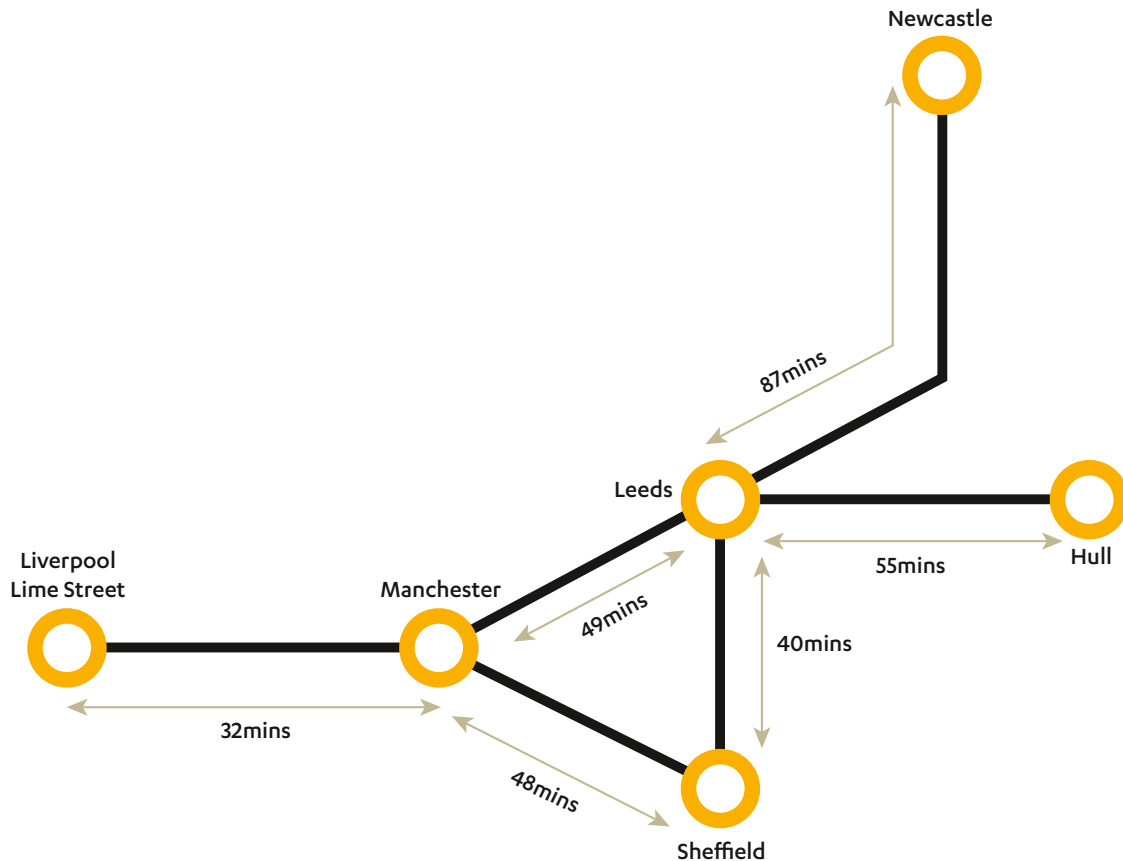 Newcastle
87mins
Leeds
55mins
Hull
Liverpool
Lime Street
Manchester
49mins
40mins
32mins
48mins
Sheffield